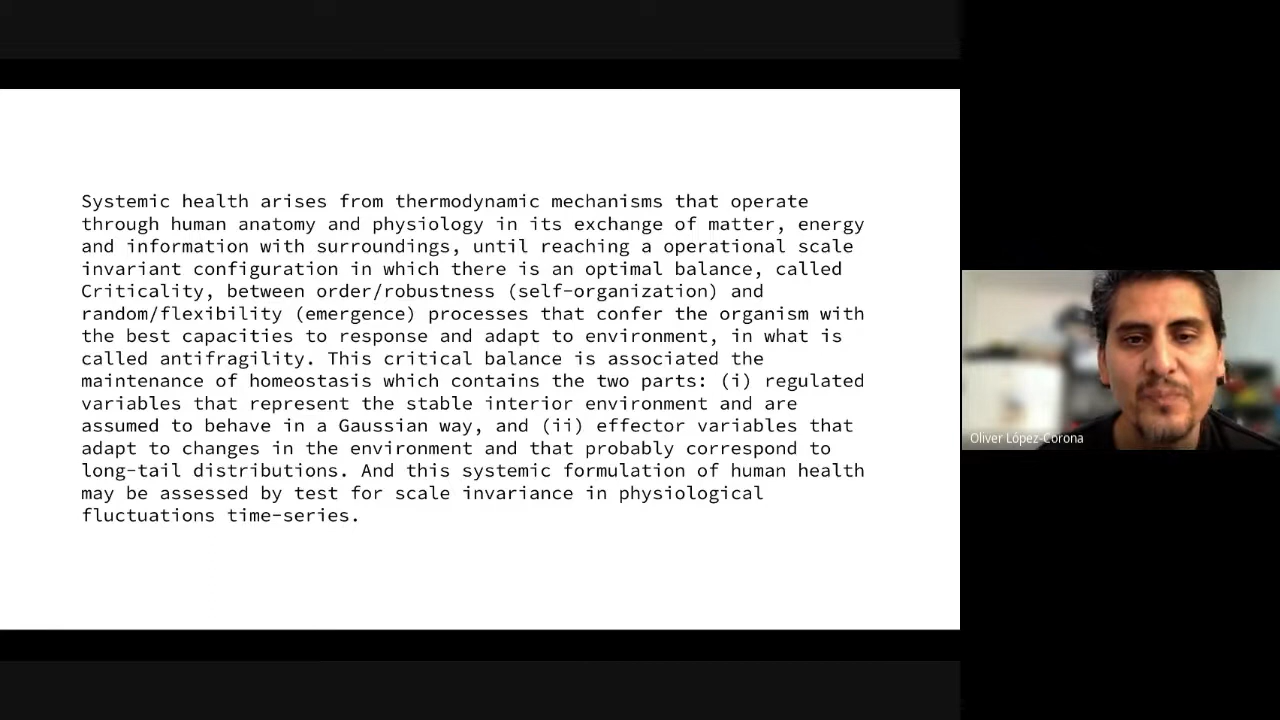 Systemic health arises from thermodynamic mechanisms that operate
through human anatomy and physiology in its exchange of matter, energy
and information with surroundings, until reaching a operational scale
invariant configuration in which there is an optimal balance, called
Criticality, between order/robustness (self-organization) and
random/flexibility (emergence) processes that confer the organism with
the best capacities to response and adapt to environment, in what is
called antifragility. This critical balance is associated the
maintenance of homeostasis which contains the two parts: (i) regulated
variables that represent the stable interior environment and are
assumed to behave in a Gaussian way, and (ii) effector variables that
adapt to changes in the environment and that probably correspond to
long-tail distributions. And this systemic formulation of human health
may be assessed by test for scale invariance in physiological
fluctuations time-series.
Oliver López-Corona